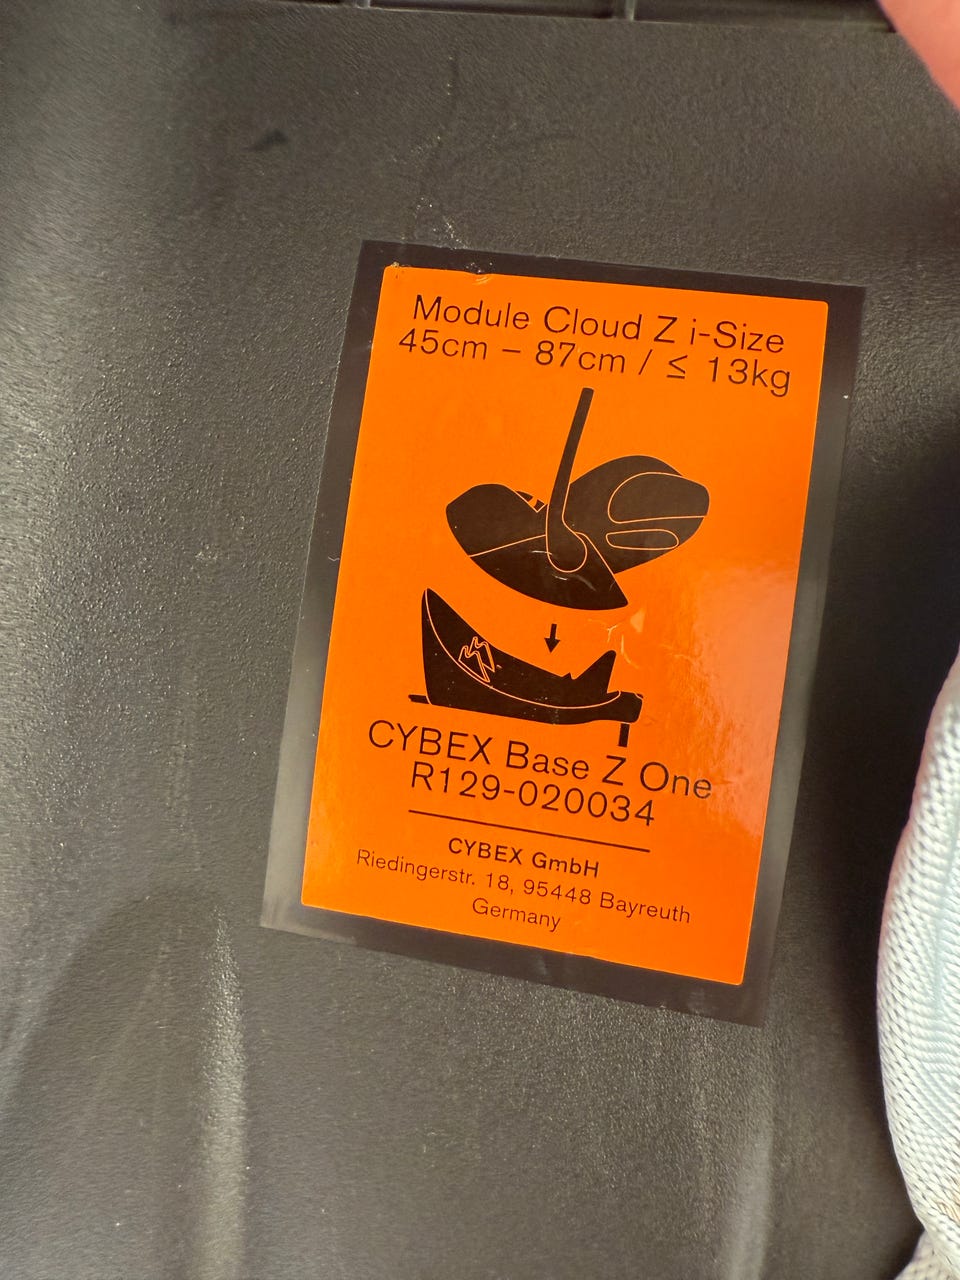 Module Cloud Z i-Size
45cm – 87cm / ≤ 13kg
CYBEX Base Z One
R129-020034
CYBEX GmbH
Riedingerstr. 18, 95448 Bayreuth
Germany